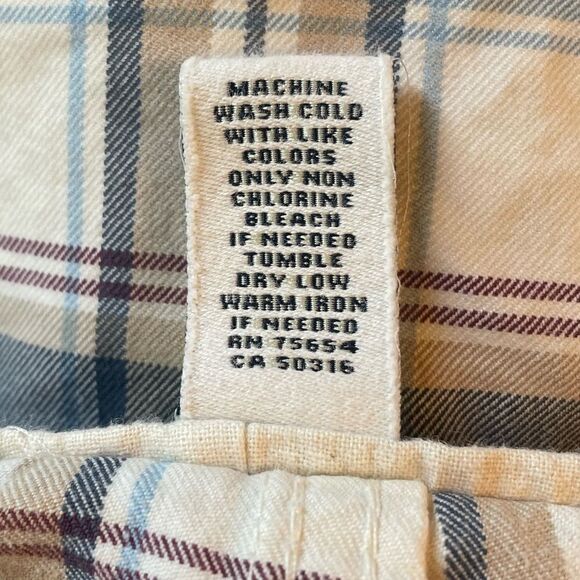 MACHINE
WASH COLD
WITH LIKE
COLORS
ONLY NON
CHLORINE
BLEACH
IF NEEDED
TUMBLE
DRY LOW
WARM IRON
IF NEEDED
RN 75654
CA 50316